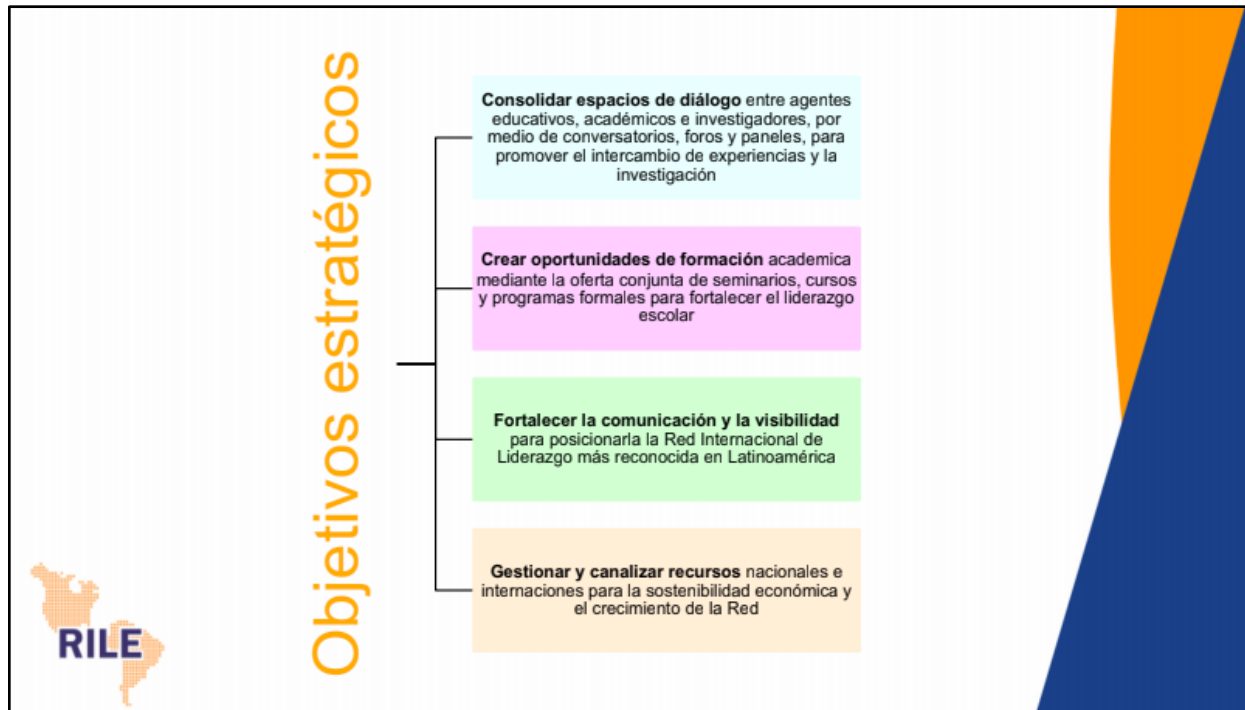 Objetivos estratégicos
Consolidar espacios de diálogo entre agentes
educativos, académicos e investigadores, por
medio de conversatorios, foros y paneles, para
promover el intercambio de experiencias y la
investigación
Crear oportunidades de formación academica
mediante la oferta conjunta de seminarios, cursos
y programas formales para fortalecer el liderazgo
escolar
Fortalecer la comunicación y la visibilidad
para posicionarla la Red Internacional de
Liderazgo más reconocida en Latinoamérica
Gestionar y canalizar recursos nacionales e
internaciones para la sostenibilidad económica y
el crecimiento de la Red
RILE